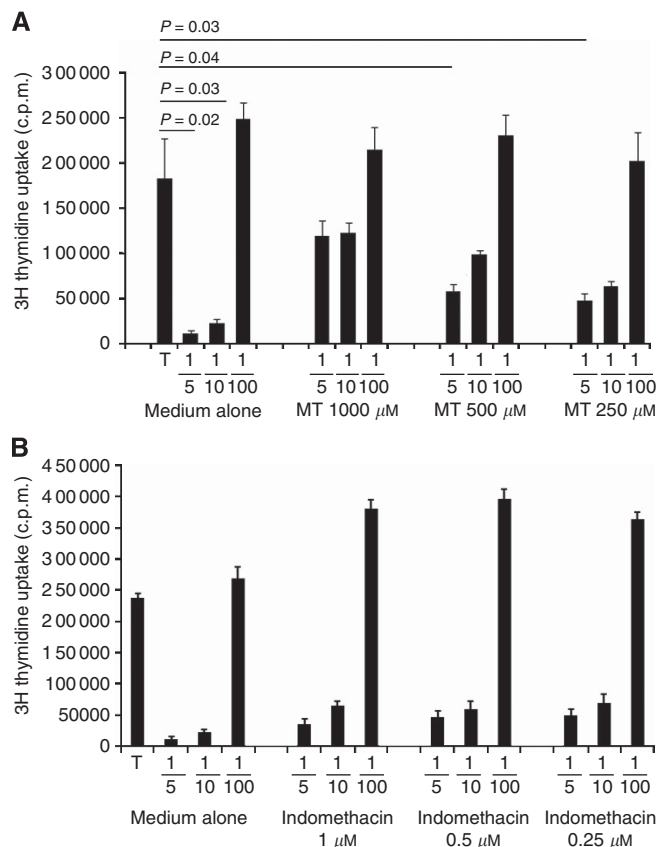 A
P = 0.03
P = 0.04
P = 0.03
P = 0.02
3H thymidine uptake (c.p.m.)
300 000
250 000
200 000
150 000
100 000
50 000
0
T 1 1 1 1 1 1 1 1 1 1 1 1
5 10 100 5 10 100 5 10 100 5 10 100
Medium alone MT 1000 μM MT 500 μM MT 250 μM
B
3H thymidine uptake (c.p.m.)
4 50 000
400 000
350 000
300 000
250 000
200 000
150 000
100 000
50000
0
T 1 1 1 1 1 1 1 1 1 1 1 1
5 10 100 5 10 100 5 10 100 5 10 100
Medium alone Indomethacin Indomethacin Indomethacin
1 μM 0.5 μM 0.25 μM